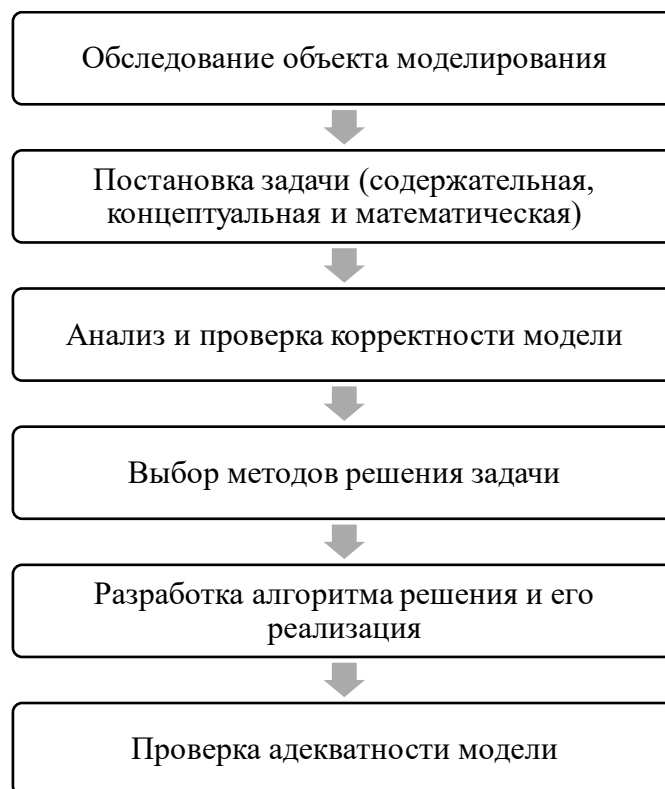 Обследование объекта моделирования
Постановка задачи (содержательная,
концептуальная и математическая)
Анализ и проверка корректности модели
Выбор методов решения задачи
Разработка алгоритма решения и его
реализация
Проверка адекватности модели